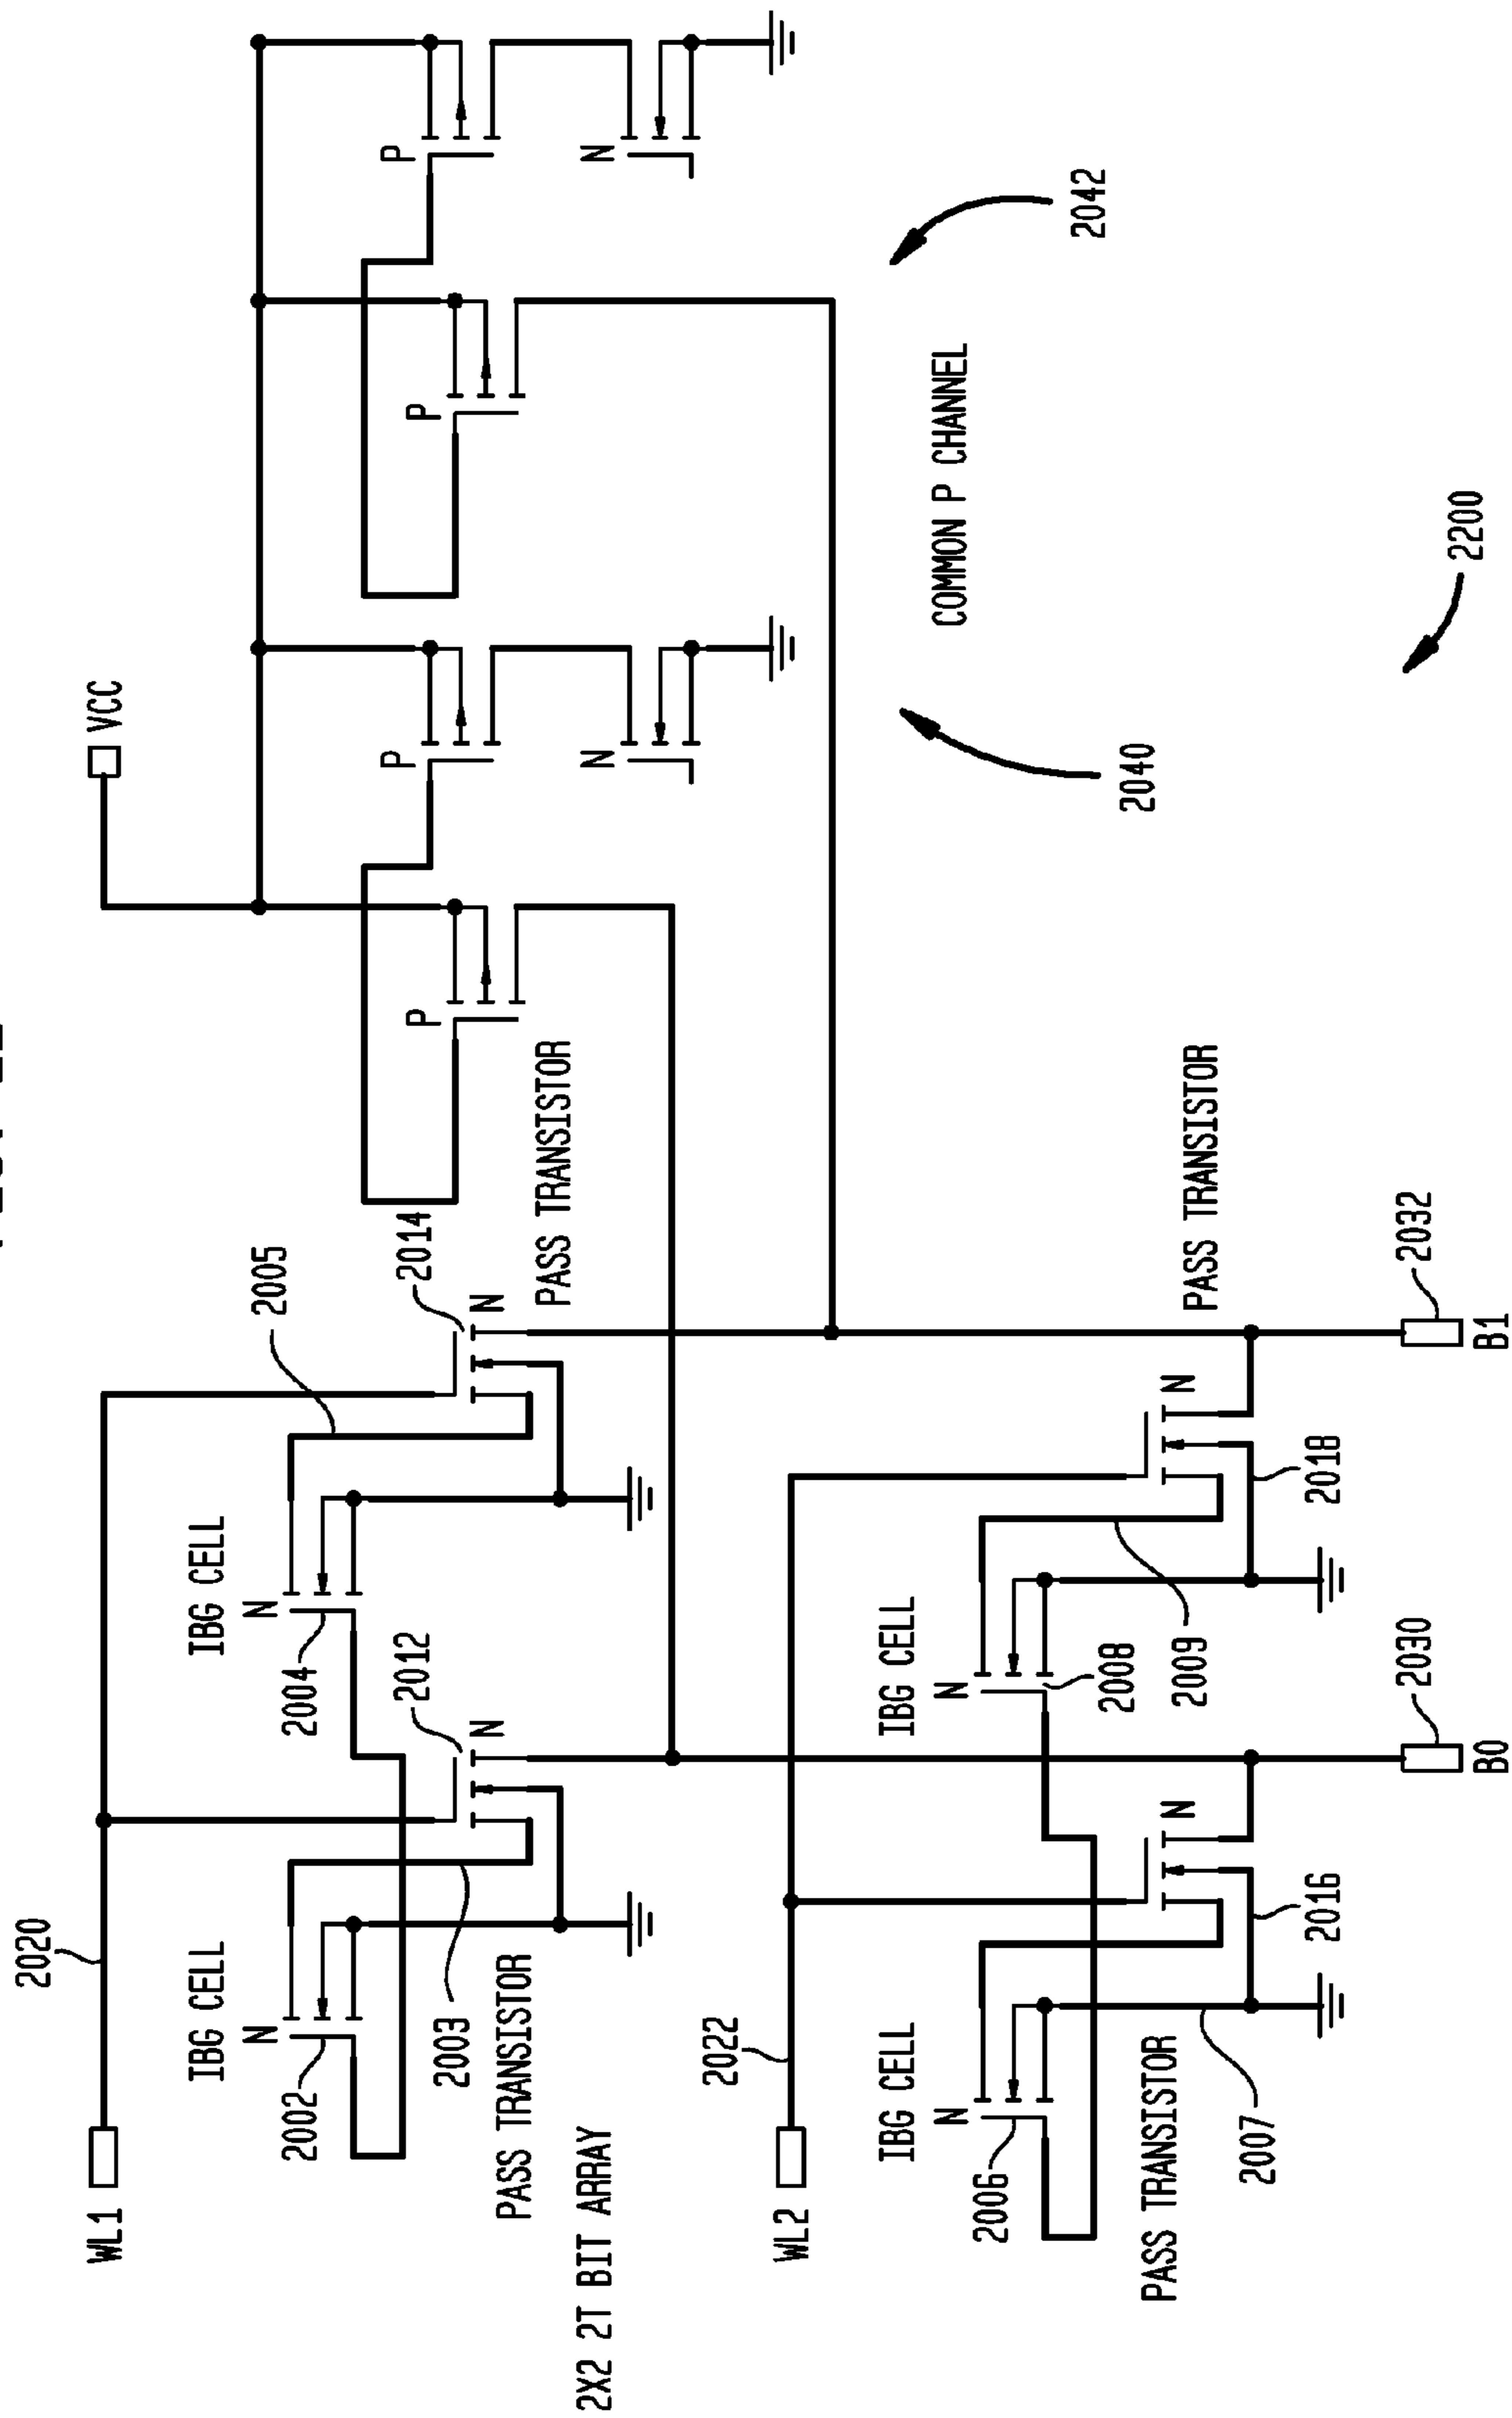 2020
WL1
VCC
IBG CELL
N
2002
2003
PASS TRANSISTOR
2012
N
IBG CELL
N
2004
2005
2014
N
PASS TRANSISTOR
2X2 2T BIT ARRAY
P
P
N
P
P
N
2040
COMMON P CHANNEL
2042
2022
WL2
IBG CELL
N
2006
PASS TRANSISTOR
2007
N
2016
IBG CELL
N
2008
2009
N
2018
PASS TRANSISTOR
2030
B0
2032
B1
2200